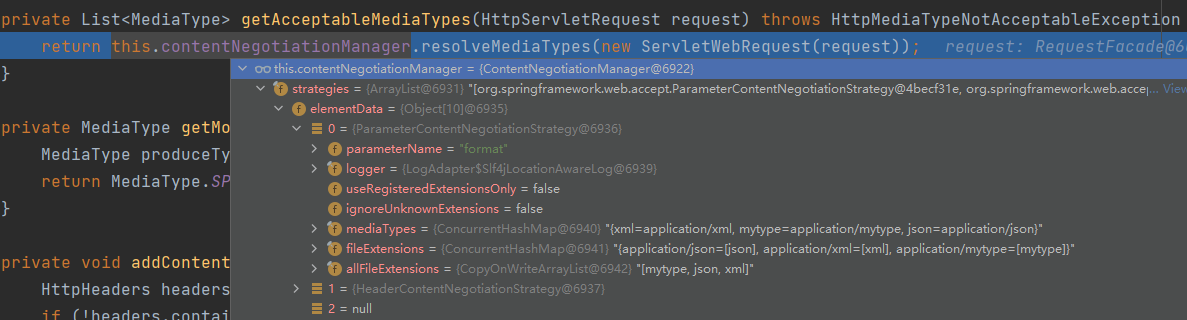 private List<MediaType> getAcceptableMediaTypes(HttpServletRequest request) throws HttpMediaTypeNotAcceptableException
return this.contentNegotiationManager.resolveMediaTypes(new ServletWebRequest(request)); request: RequestFacade@6
}
this.contentNegotiationManager = {ContentNegotiationManager@6922}
strategies = {ArrayList@6931} "[org.springframework.web.accept.ParameterContentNegotiationStrategy@4becf31e, org.springframework.web.acce... View
elementData = {Object[10]@6935}
private MediaType getMo
0 = {ParameterContentNegotiationStrategy@6936}
MediaType produceTy
parameterName = "format"
return MediaType.SP
logger = {LogAdapter$Slf4jLocationAwareLog@6939}
useRegisteredExtensionsOnly = false
}
ignoreUnknownExtensions = false
mediaTypes = {ConcurrentHashMap@6940} "{xml=application/xml, mytype=application/mytype, json=application/json}"
fileExtensions = {ConcurrentHashMap@6941} "{application/json=[json], application/xml=[xml], application/mytype=[mytype]}"
private void addContent
allFileExtensions = {CopyOnWriteArrayList@6942} "[mytype, json, xml]"
HttpHeaders headers
1 = {HeaderContentNegotiationStrategy@6937}
if (!headers.contai
2 = null